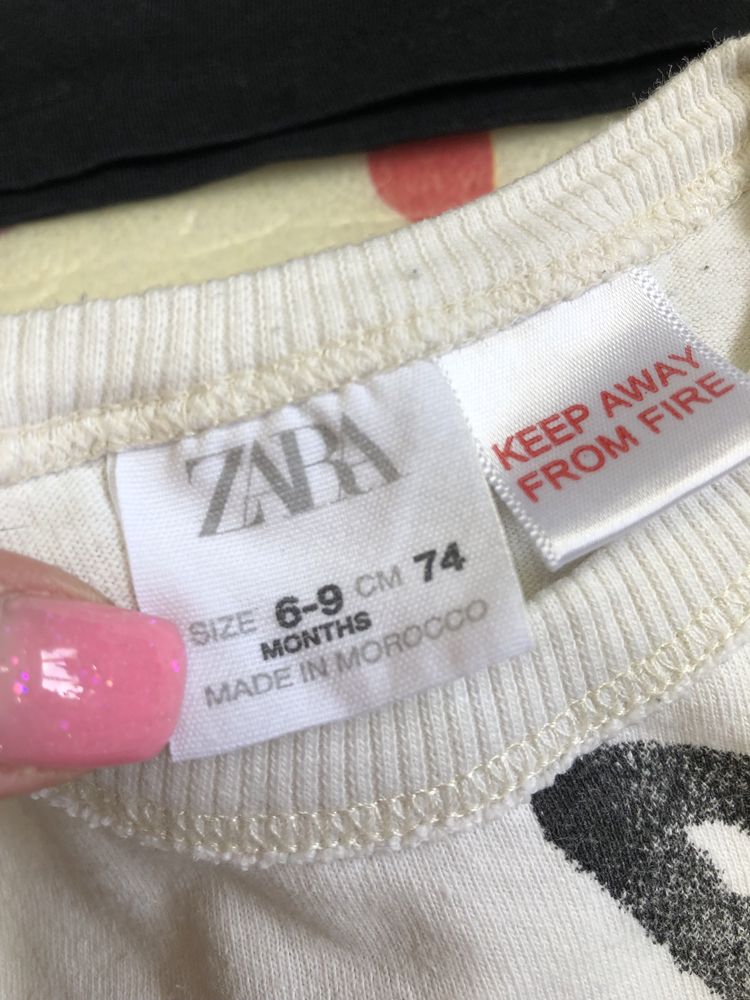 ZARA
SIZE 6-9 CM 74
MONTHS
MADE IN MOROCCO
KEEP AWAY
FROM FIRE